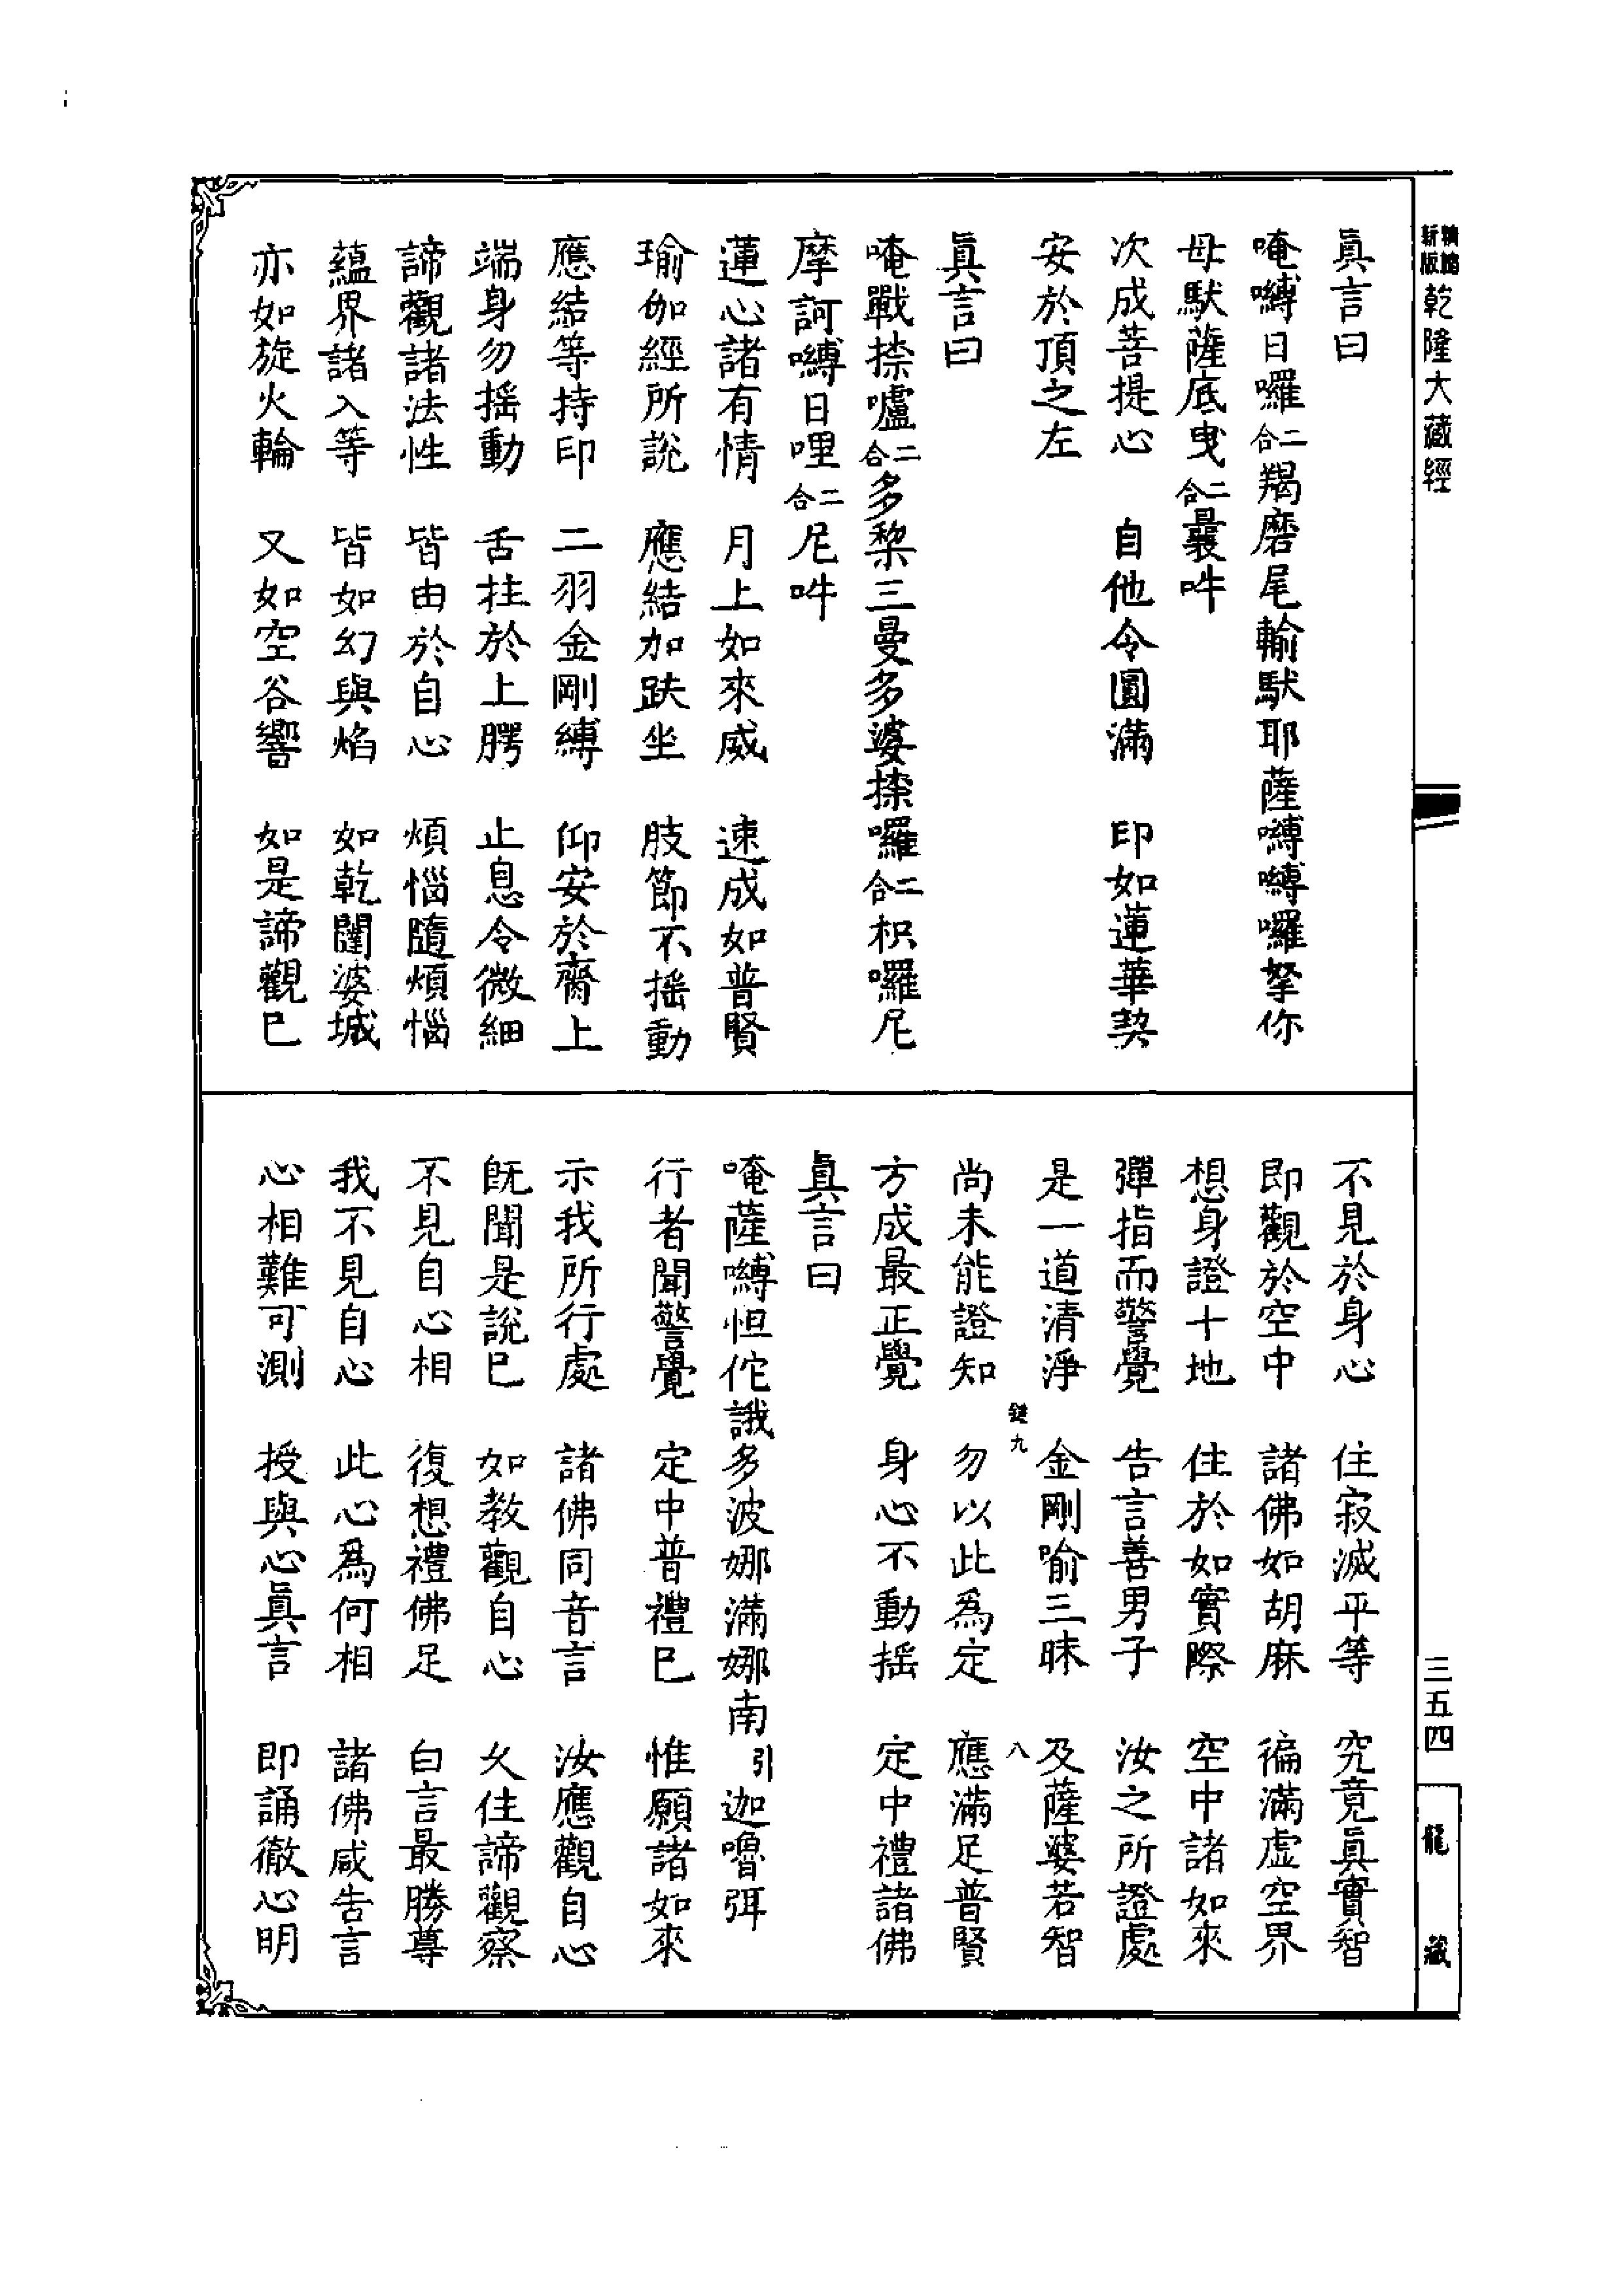 新版 精縮 乾隆大藏經
三五四
龍藏
真言曰
唵嚩日囉二合羯磨尾輸馱耶薩嚩嚩囉拏你
母馱薩底曳二合曩吽
次成菩提心 自他令圓滿 印如蓮華契
安於頂之左
真言曰
唵戰捺嚧二合多黎三曼多婆捺囉二合枳囉尼
摩訶嚩日哩二合尼吽
蓮心諸有情 月上如來威 速成如普賢
瑜伽經所說 應結加趺坐 肢節不搖動
應結等持印 二羽金剛縛 仰安於齋上
端身勿搖動 舌拄於上腭 止息令微細
諦觀諸法性 皆由於自心 煩惱隨煩惱
蘊界諸入等 皆如幻與焰 如乾闥婆城
亦如旋火輪 又如空谷響 如是諦觀已
不見於身心 住寂滅平等 究竟真實智
即觀於空中 諸佛如胡麻 徧滿虛空界
想身證十地 住於如實際 空中諸如來
彈指而警覺 告言善男子 汝之所證處
是一道清淨 金剛喻三昧 及薩婆若智
鍵九 八
尚未能證知 勿以此為定 應滿足普賢
方成最正覺 身心不動搖 定中禮諸佛
真言曰
唵薩嚩怛佗誐多波娜滿娜南引迦嚕弭
行者聞警覺 定中普禮已 惟願諸如來
示我所行處 諸佛同音言 汝應觀自心
既聞是說已 如教觀自心 久住諦觀察
不見自心相 復想禮佛足 白言最勝尊
我不見自心 此心為何相 諸佛咸告言
心相難可測 授與心真言 即誦徹心明